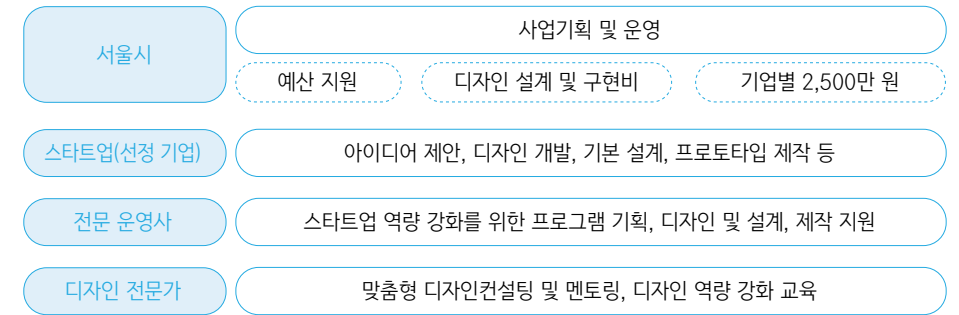 서울시
사업기획 및 운영
예산 지원
디자인 설계 및 구현비
기업별 2,500만 원
스타트업(선정 기업)
아이디어 제안, 디자인 개발, 기본 설계, 프로토타입 제작 등
전문 운영사
스타트업 역량 강화를 위한 프로그램 기획, 디자인 및 설계, 제작 지원
디자인 전문가
맞춤형 디자인컨설팅 및 멘토링, 디자인 역량 강화 교육